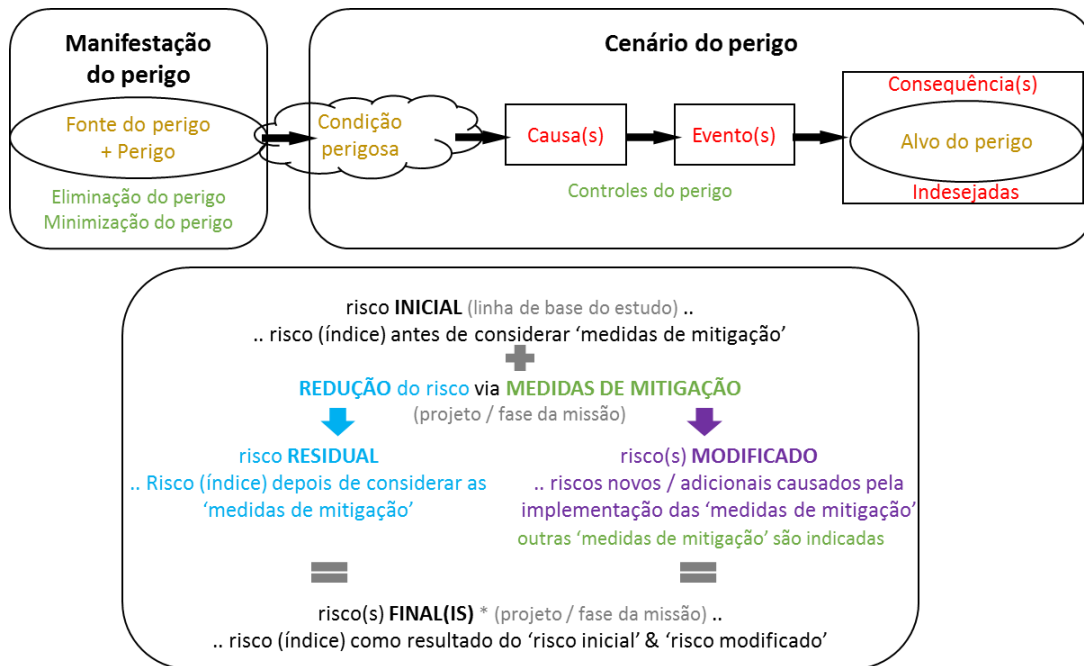 Manifestação
do perigo
Fonte do perigo
+ Perigo
Eliminação do perigo
Minimização do perigo
Cenário do perigo
Condição
perigosa
Causa(s)
Evento(s)
Controles do perigo
Consequência(s)
Alvo do perigo
Indesejadas
risco INICIAL (linha de base do estudo) ..
.. risco (índice) antes de considerar ‘medidas de mitigação’
REDUÇÃO do risco via MEDIDAS DE MITIGAÇÃO
(projeto / fase da missão)
risco RESIDUAL
.. Risco (índice) depois de considerar as
‘medidas de mitigação’
risco(s) MODIFICADO
.. riscos novos / adicionais causados pela
implementação das ‘medidas de mitigação’
outras ‘medidas de mitigação’ são indicadas
risco(s) FINAL(IS) * (projeto / fase da missão) ..
.. risco (índice) como resultado do ‘risco inicial’ & ‘risco modificado’